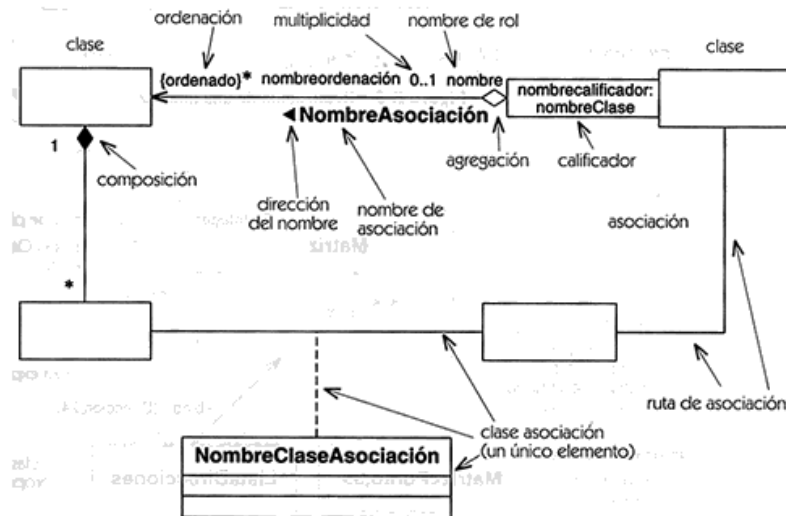 ordenación
multiplicidad
nombre de rol
clase
clase
{ordenado}*
nombreordenación
0..1
nombre
nombrecalificador:
nombreClase
◄NombreAsociación
1
composición
agregación
calificador
dirección
del nombre
nombre de
asociación
asociación
*
ruta de asociación
clase asociación
(un único elemento)
NombreClaseAsociación